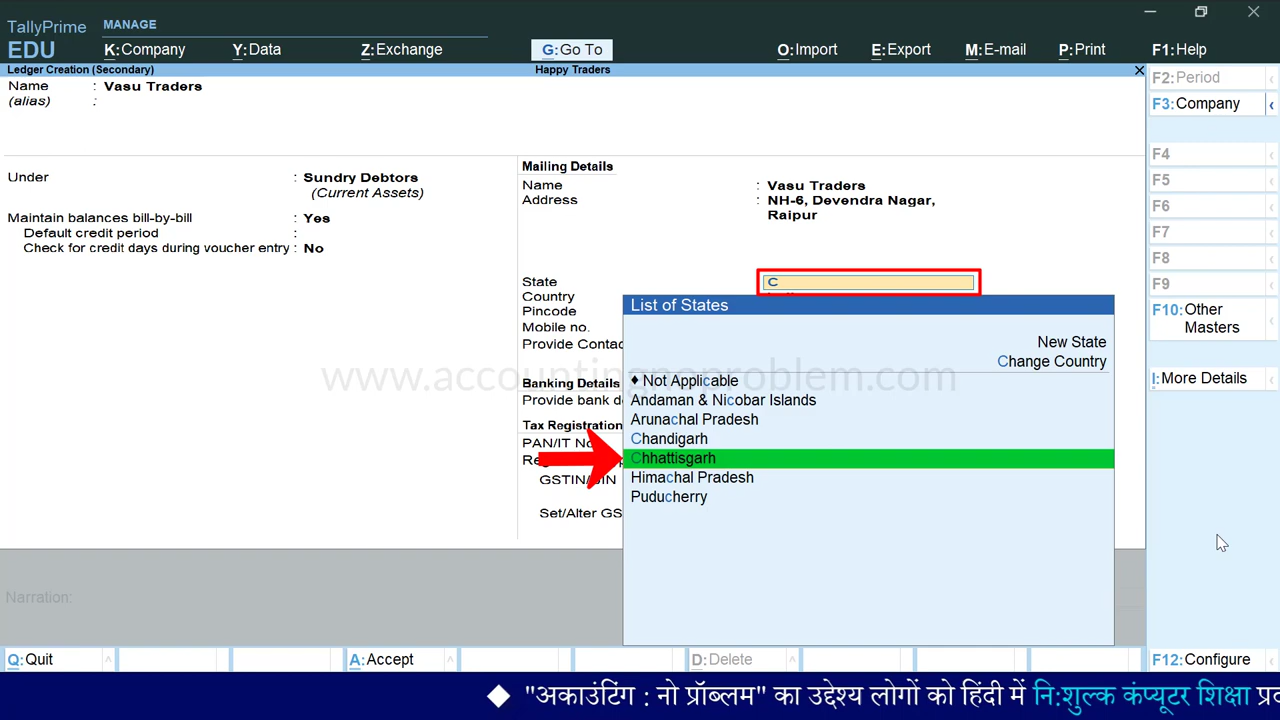 TallyPrime
EDU
MANAGE
K:Company
Y:Data
Z:Exchange
G:Go To
O:Import
E:Export
M:E-mail
P:Print
F1:Help
Ledger Creation (Secondary)
Happy Traders
Name : Vasu Traders
(alias) :
Under : Sundry Debtors
(Current Assets)
Maintain balances bill-by-bill : Yes
Default credit period :
Check for credit days during voucher entry : No
Mailing Details
Name : Vasu Traders
Address : NH-6, Devendra Nagar,
Raipur
State C
Country
Pincode
Mobile no.
Provide Conta
Banking Details
Provide bank d
Tax Registration
PAN/IT No
GSTIN/UIN
Set/Alter GS
List of States
New State
Change Country
♦ Not Applicable
Andaman & Nicobar Islands
Arunachal Pradesh
Chandigarh
Chhattisgarh
Himachal Pradesh
Puducherry
www.accountingnoproblem.com
Narration:
F2:Period
F3:Company
F4
F5
F6
F7
F8
F9
F10:Other
Masters
I:More Details
Q:Quit
A:Accept
D:Delete
F12:Configure
◆ "अकाउंटिंग : नो प्रॉब्लम" का उद्देश्य लोगों को हिंदी में नि:शुल्क कंप्यूटर शिक्षा प्र